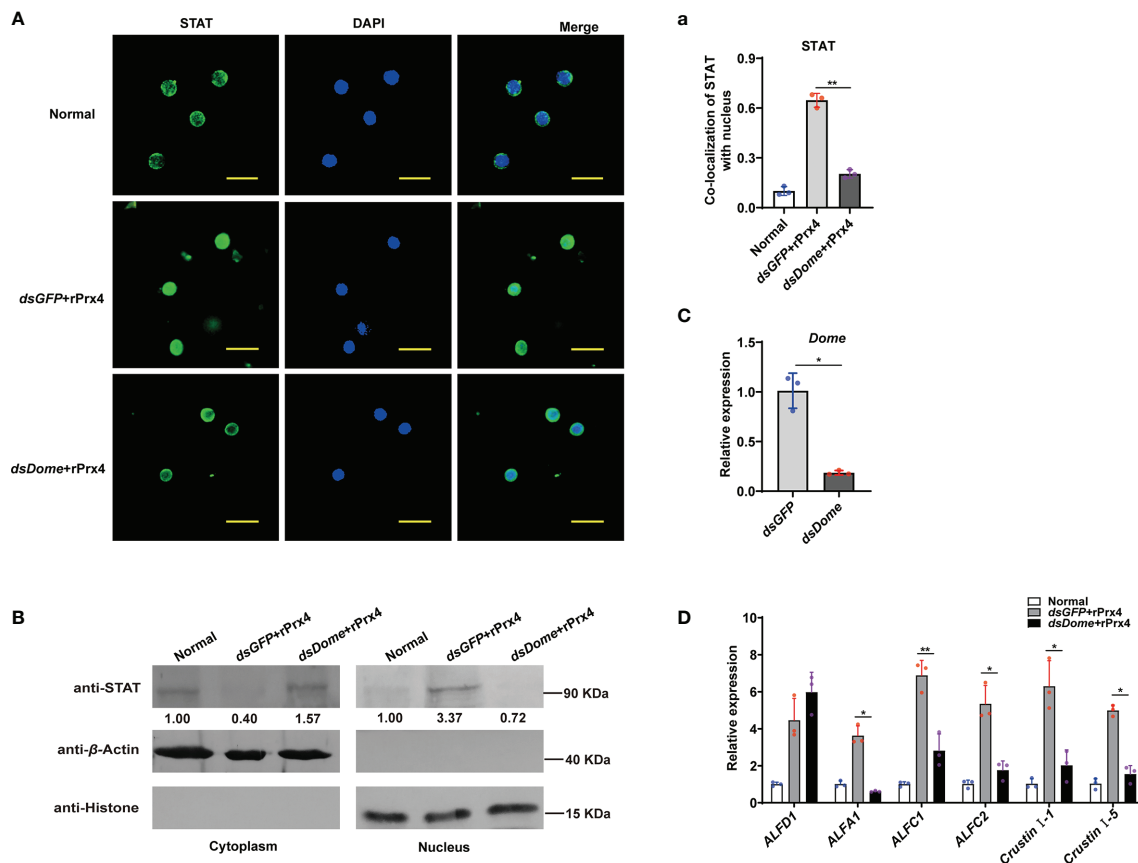 A
STAT
DAPI
Merge
Normal
dsGFP+rPrx4
dsDome+rPrx4
a
STAT
Co-localization of STAT
with nucleus
0.9
0.6
0.3
0.0
**
Normal
dsGFP+rPrx4
dsDome+rPrx4
C
Dome
Relative expression
1.5
1.0
0.5
0.0
*
dsGFP
dsDome
B
Normal
dsGFP+rPrx4
dsDome+rPrx4
Normal
dsGFP+rPrx4
dsDome+rPrx4
anti-STAT
90 KDa
1.00 0.40 1.57 1.00 3.37 0.72
anti-β-Actin
40 KDa
anti-Histone
15 KDa
Cytoplasm
Nucleus
D
Normal
dsGFP+rPrx4
dsDome+rPrx4
Relative expression
10
8
6
4
2
0
*
**
*
*
*
ALFD1
ALFA1
ALFC1
ALFC2
Crustin I-1
Crustin I-5